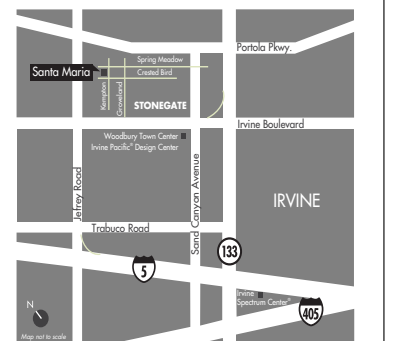 Portola Pkwy.
Spring Meadow
Santa Maria
Crested Bird
Kempton
Groveland
STONEGATE
Irvine Boulevard
Woodbury Town Center
Irvine Pacific® Design Center
Jefrey Road
Sand Canyon Avenue
IRVINE
Trabuco Road
133
5
Irvine
Spectrum Center®
405
N
Map not to scale